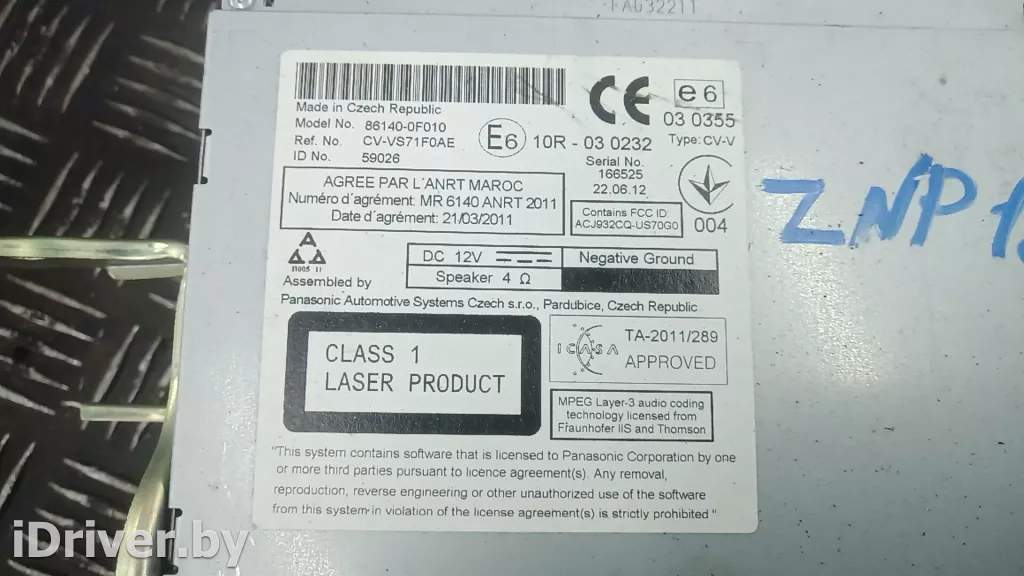 Made in Czech Republic
Model No. 86140-0F010
Ref. No. CV-VS71F0AE
ID No. 59026
E6 10R - 03 0232
CE
e6
03 0355
Type: CV-V
Serial No.
166525
22.06.12
AGREE PAR L'ANRT MAROC
Numéro d'agrément: MR 6140 ANRT 2011
Date d'agrément: 21/03/2011
Contains FCC ID:
ACJ932CQ-US70G0
004
DC 12V
Negative Ground
Speaker 4 Ω
Assembled by
Panasonic Automotive Systems Czech s.r.o., Pardubice, Czech Republic
CLASS 1
LASER PRODUCT
ICASA
TA-2011/289
APPROVED
MPEG Layer-3 audio coding
technology licensed from
Fraunhofer IIS and Thomson
"This system contains software that is licensed to Panasonic Corporation by one
or more third parties pursuant to licence agreement(s). Any removal,
reproduction, reverse engineering or other unauthorized use of the software
from this system in violation of the license agreement(s) is strictly prohibited "
ZNP
iDriver.by